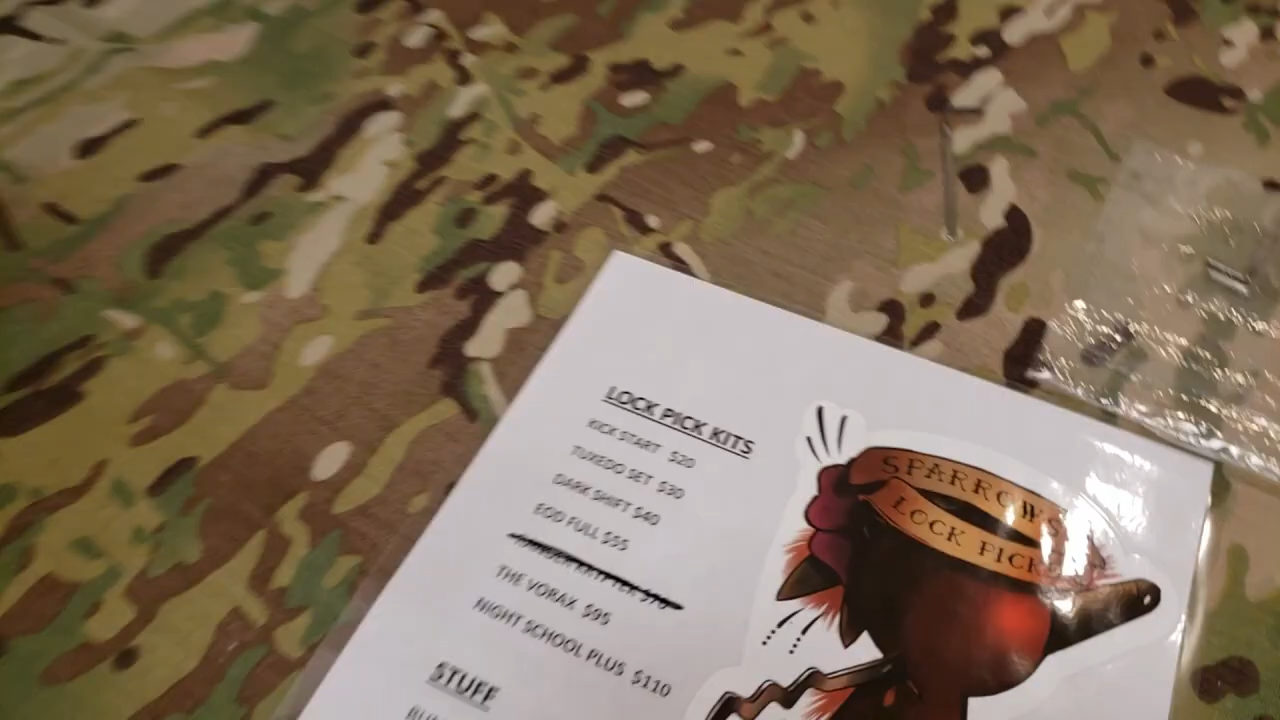 LOCK PICK KITS
KICK START $20
TUXEDO SET $30
DARK SHIFT $40
EOD FULL $55
THE VORAX $95
NIGHT SCHOOL PLUS $110
STUFF
SPARROWS
LOCK PICKS